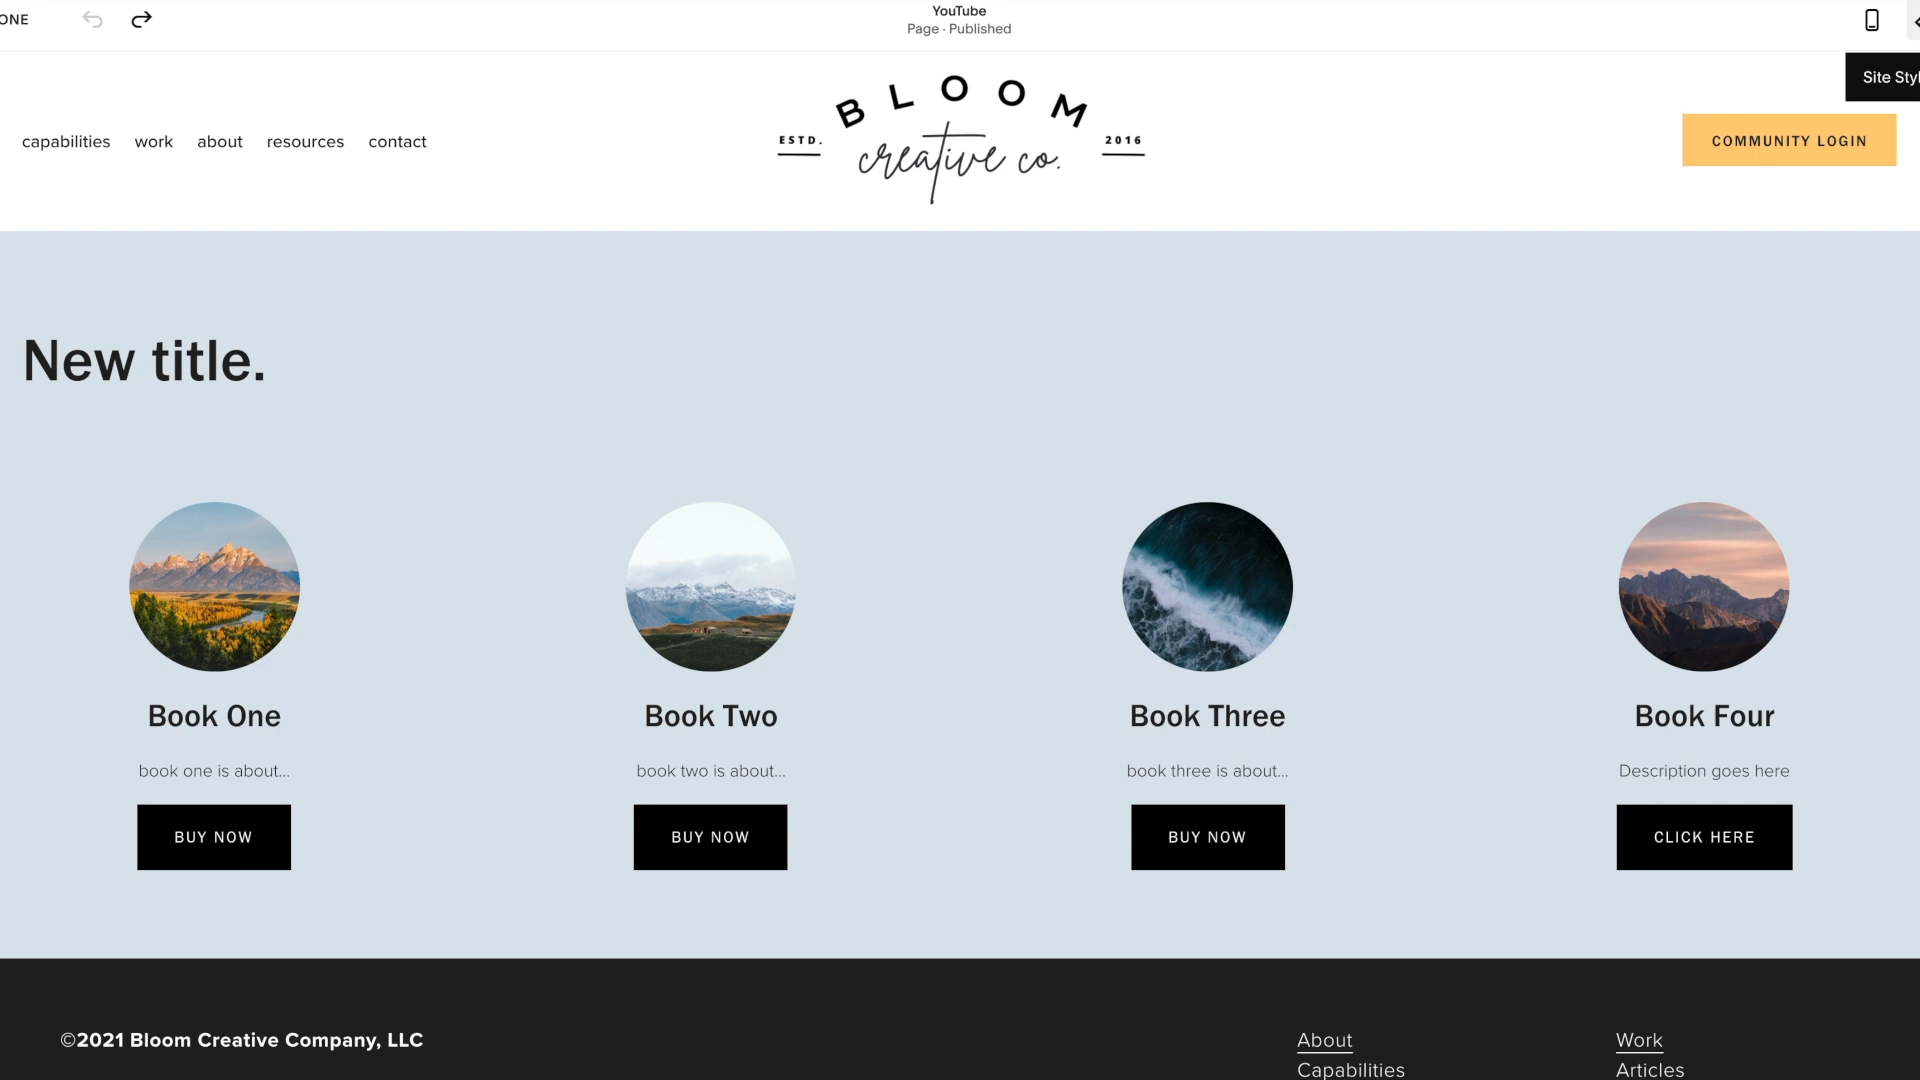 ONE
YouTube
Page · Published
Site Styl
capabilities work about resources contact
BLOOM
ESTD. creative co. 2016
COMMUNITY LOGIN
New title.
Book One Book Two Book Three Book Four
book one is about... book two is about... book three is about... Description goes here
BUY NOW BUY NOW BUY NOW CLICK HERE
©2021 Bloom Creative Company, LLC About Work
Capabilities Articles